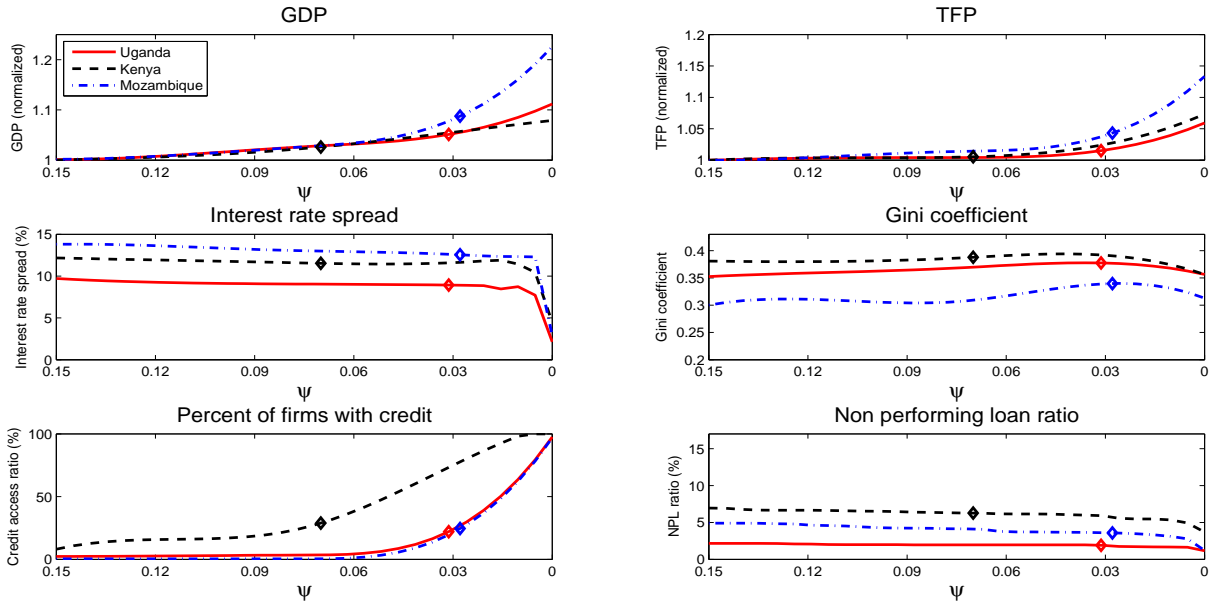 GDP
GDP (normalized)
1.2
1.1
1
Uganda
Kenya
Mozambique
0.15 0.12 0.09 0.06 0.03 0
ψ
TFP
TFP (normalized)
1.2
1.15
1.1
1.05
1
0.15 0.12 0.09 0.06 0.03 0
ψ
Interest rate spread
Interest rate spread (%)
15
10
5
0
0.15 0.12 0.09 0.06 0.03 0
ψ
Gini coefficient
Gini coefficient
0.4
0.35
0.3
0.25
0.2
0.15 0.12 0.09 0.06 0.03 0
ψ
Percent of firms with credit
Credit access ratio (%)
100
50
0
0.15 0.12 0.09 0.06 0.03 0
ψ
Non performing loan ratio
NPL ratio (%)
15
10
5
0
0.15 0.12 0.09 0.06 0.03 0
ψ